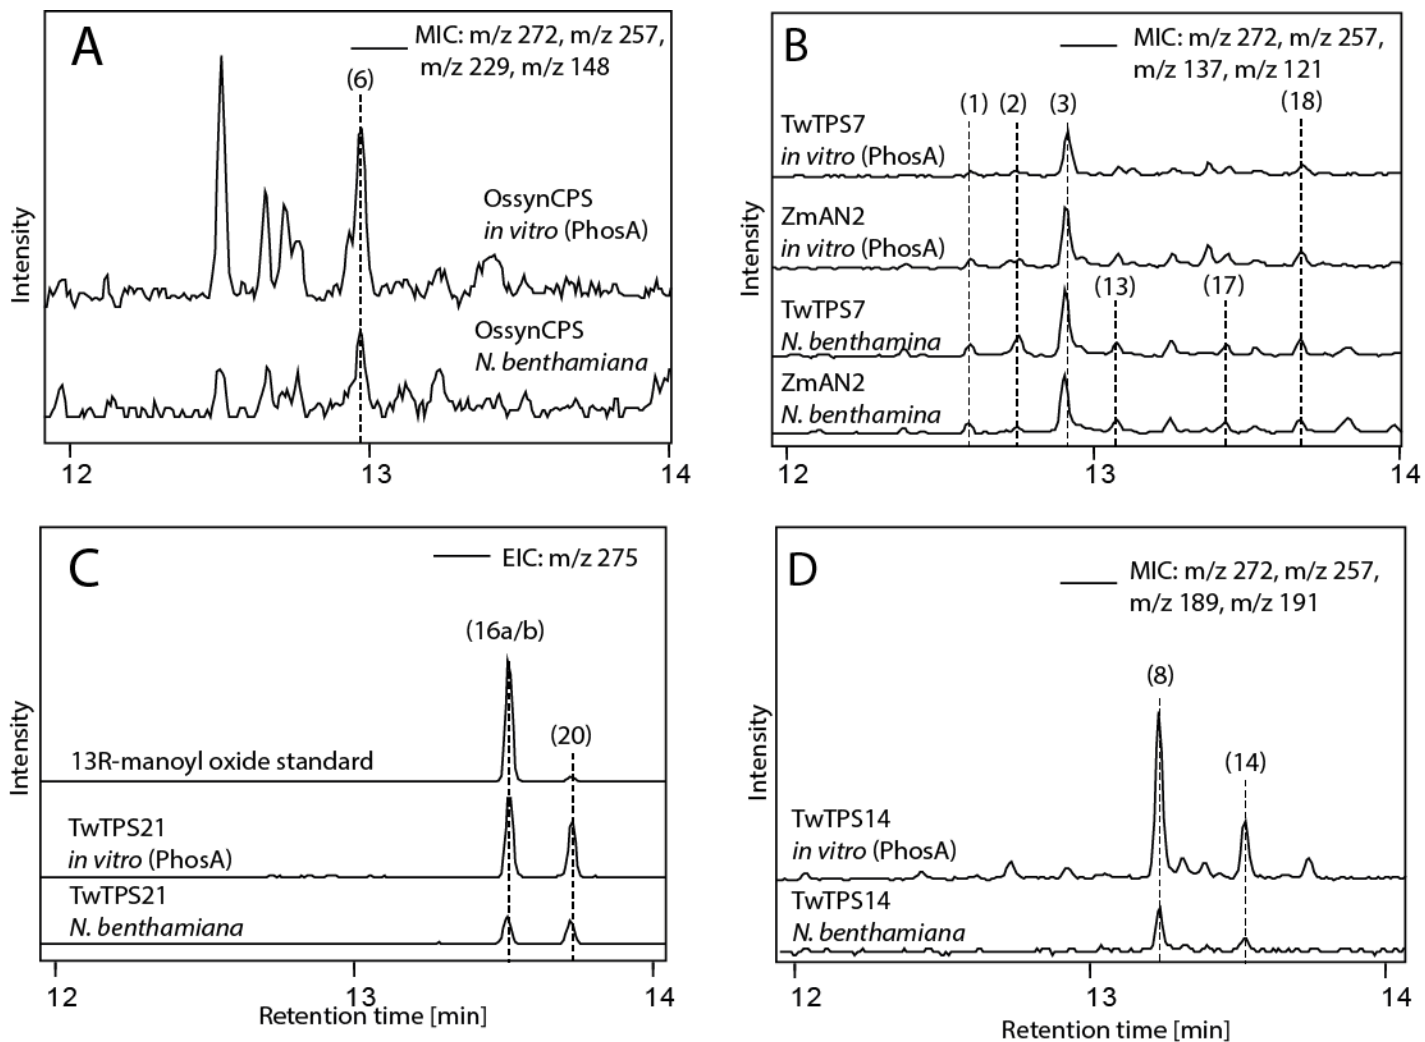 A
MIC: m/z 272, m/z 257,
m/z 229, m/z 148
(6)
OssynCPS
in vitro (PhosA)
OssynCPS
N. benthamiana
Intensity
12
13
14
B
MIC: m/z 272, m/z 257,
m/z 137, m/z 121
(1)
(2)
(3)
(18)
TwTPS7
in vitro (PhosA)
ZmAN2
in vitro (PhosA)
(13)
(17)
TwTPS7
N. benthamina
ZmAN2
N. benthamina
Intensity
12
13
14
C
EIC: m/z 275
(16a/b)
(20)
13R-manoyl oxide standard
TwTPS21
in vitro (PhosA)
TwTPS21
N. benthamiana
Intensity
12
13
14
Retention time [min]
D
MIC: m/z 272, m/z 257,
m/z 189, m/z 191
(8)
(14)
TwTPS14
in vitro (PhosA)
TwTPS14
N. benthamiana
Intensity
12
13
14
Retention time [min]